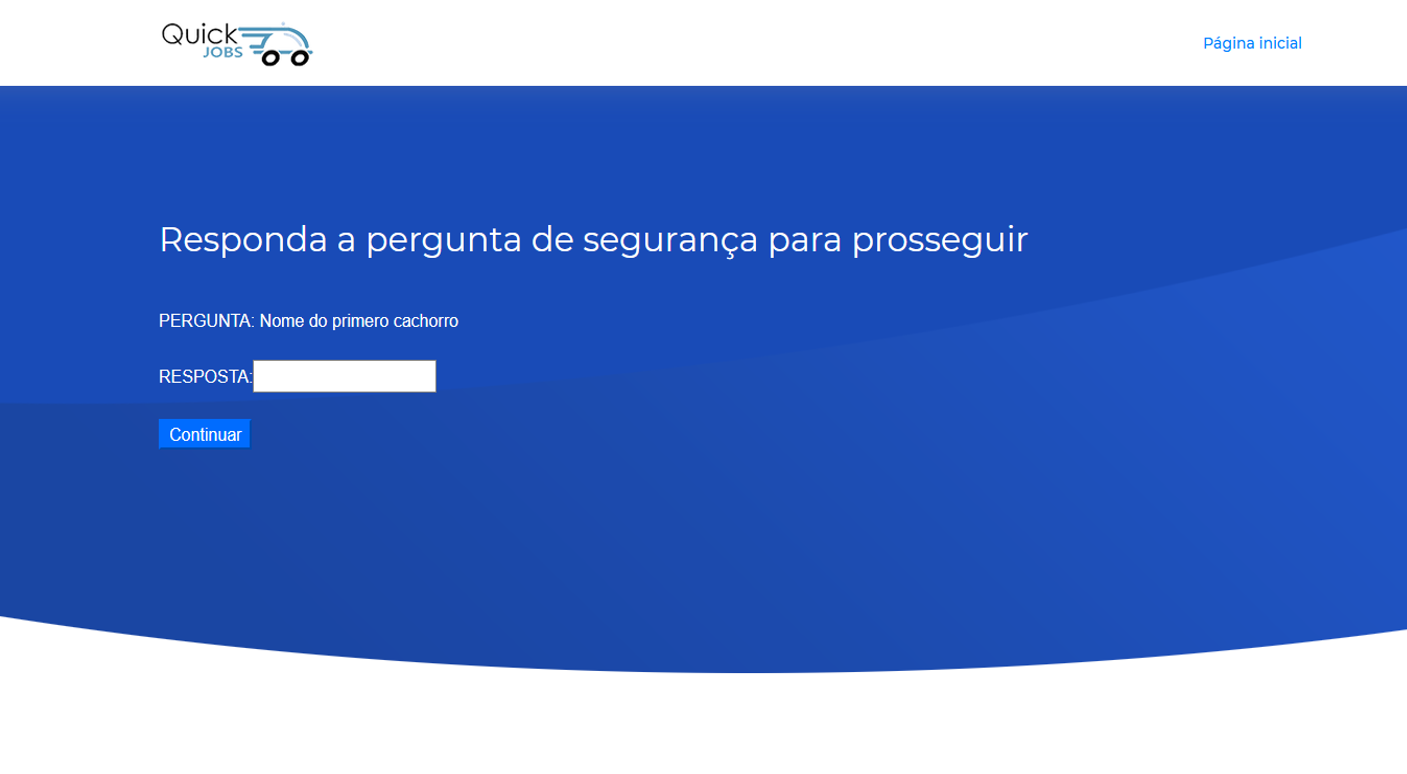 Quick
JOBS
Página inicial
Responda a pergunta de segurança para prosseguir
PERGUNTA: Nome do primero cachorro
RESPOSTA:
Continuar